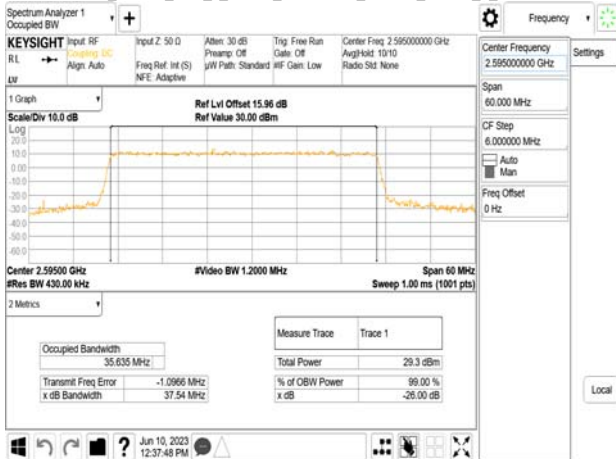 Spectrum Analyzer 1
Occupied BW
Frequency
KEYSIGHT Input: RF
RL
Coupling: DC
Align: Auto
Input Z: 50 Ω
Freq Ref: Int (S)
NFE: Adaptive
Atten: 30 dB
Preamp: Off
µW Path: Standard
Trig: Free Run
Gate: Off
#IF Gain: Low
Center Freq: 2.595000000 GHz
Avg|Hold: 10/10
Radio Std: None
Center Frequency
2.595000000 GHz
Settings
Span
60.000 MHz
CF Step
6.000000 MHz
Auto
Man
Freq Offset
0 Hz
Local
1 Graph
Scale/Div 10.0 dB
Ref Lvl Offset 15.96 dB
Ref Value 30.00 dBm
Log
20.0
10.0
0.00
-10.0
-20.0
-30.0
-40.0
-50.0
-60.0
Center 2.59500 GHz
#Res BW 430.00 kHz
#Video BW 1.2000 MHz
Span 60 MHz
Sweep 1.00 ms (1001 pts)
2 Metrics
Measure Trace Trace 1
Occupied Bandwidth
35.635 MHz
Total Power 29.3 dBm
Transmit Freq Error -1.0966 MHz
% of OBW Power 99.00 %
x dB Bandwidth 37.54 MHz
x dB -26.00 dB
Jun 10, 2023
12:37:48 PM